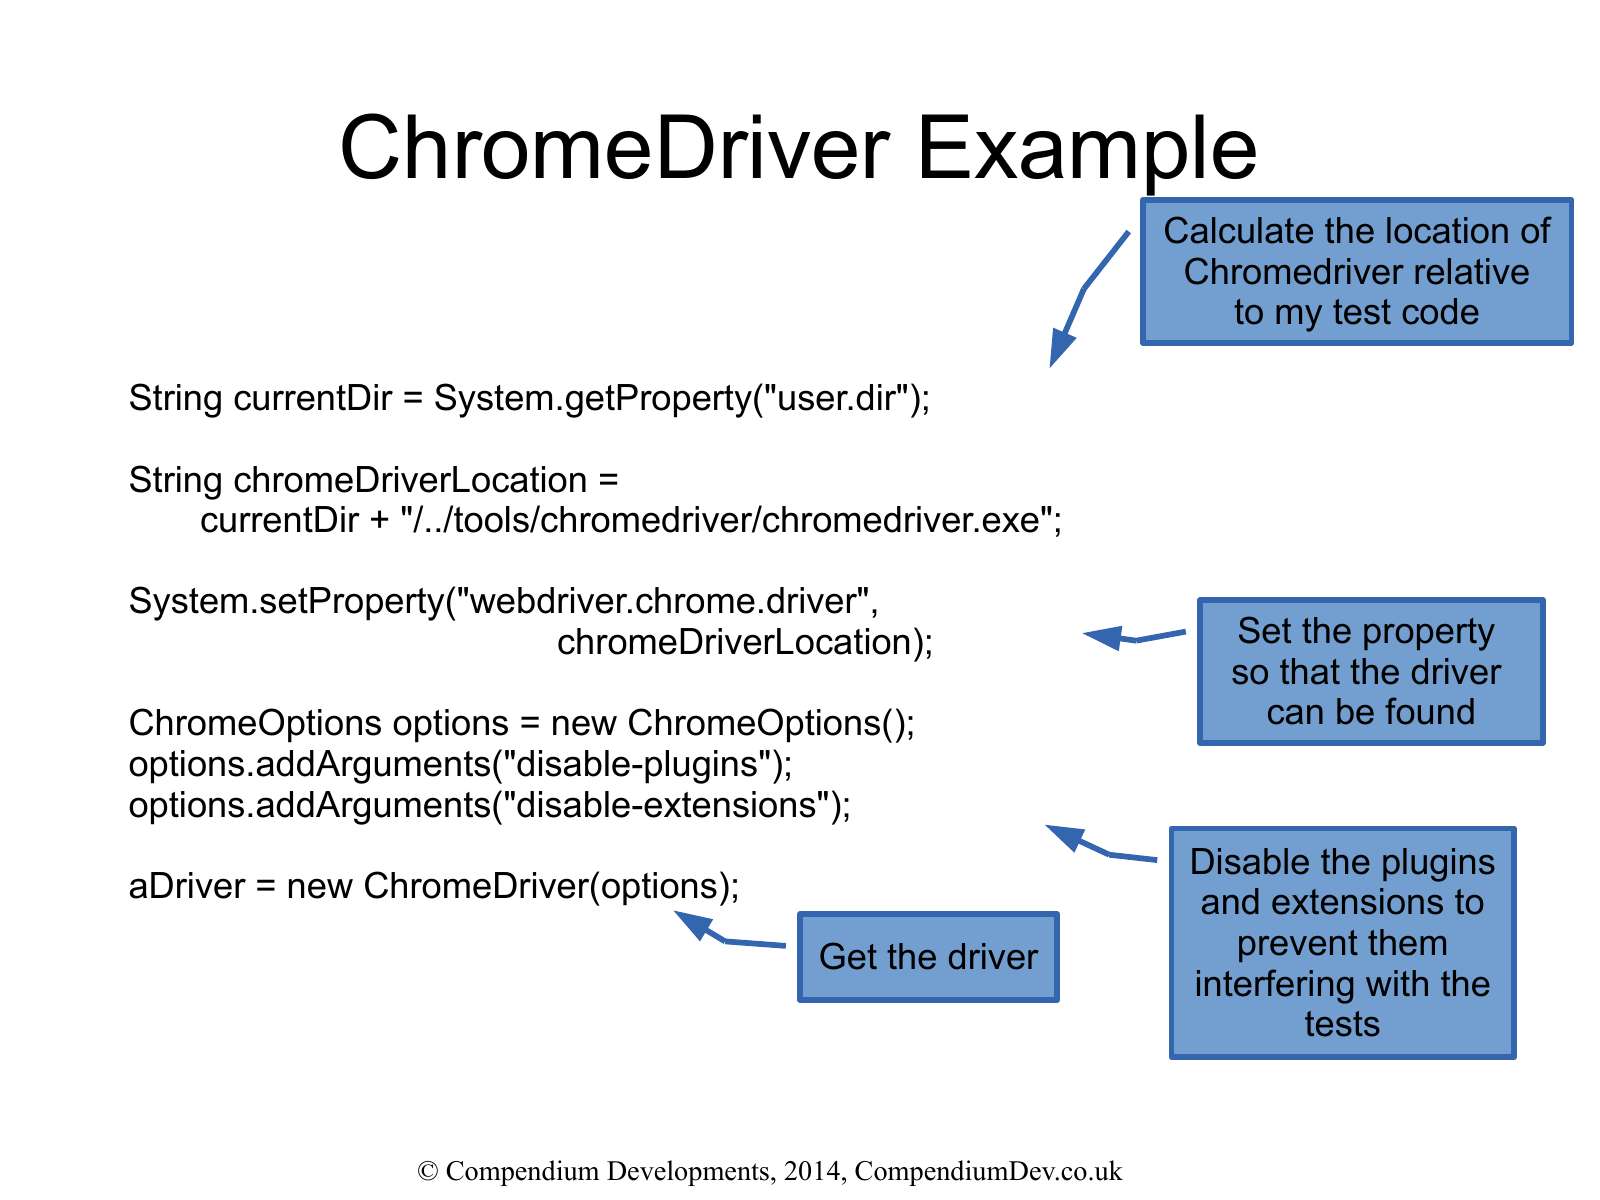 ChromeDriver Example
Calculate the location of
Chromedriver relative
to my test code
String currentDir = System.getProperty("user.dir");
String chromeDriverLocation =
currentDir + "/../tools/chromedriver/chromedriver.exe";
System.setProperty("webdriver.chrome.driver",
chromeDriverLocation);
Set the property
so that the driver
can be found
ChromeOptions options = new ChromeOptions();
options.addArguments("disable-plugins");
options.addArguments("disable-extensions");
Disable the plugins
and extensions to
prevent them
interfering with the
tests
aDriver = new ChromeDriver(options);
Get the driver
© Compendium Developments, 2014, CompendiumDev.co.uk